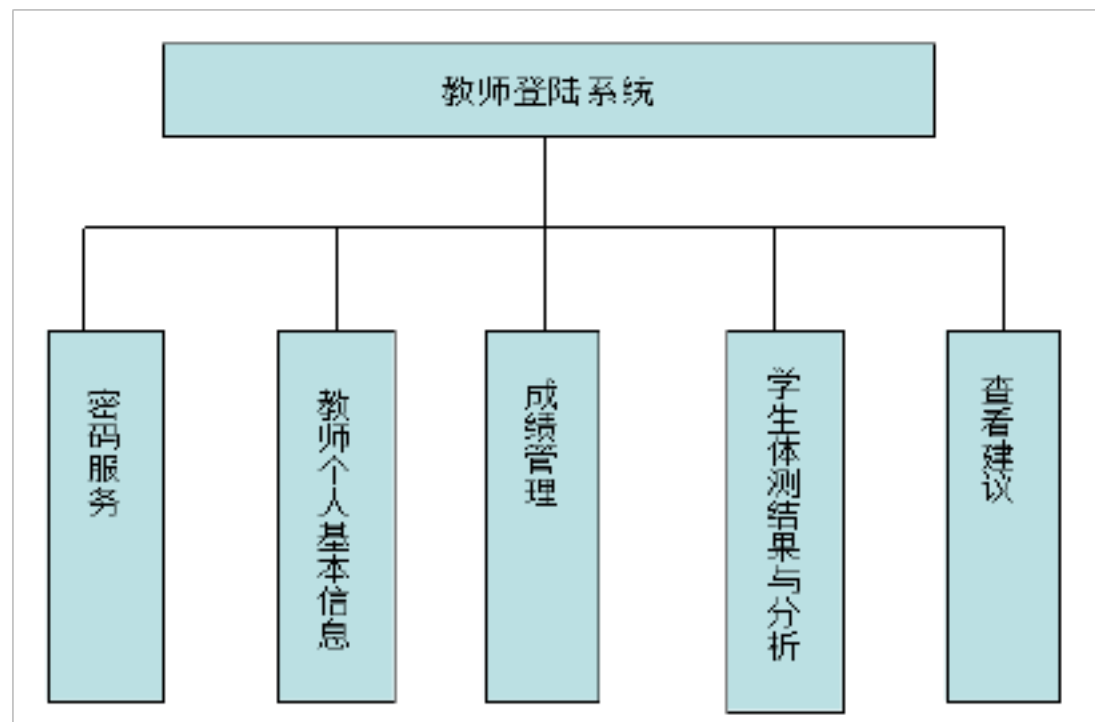 教师登陆系统
密码服务
教师个人基本信息
成绩管理
学生体测结果与分析
查看建议